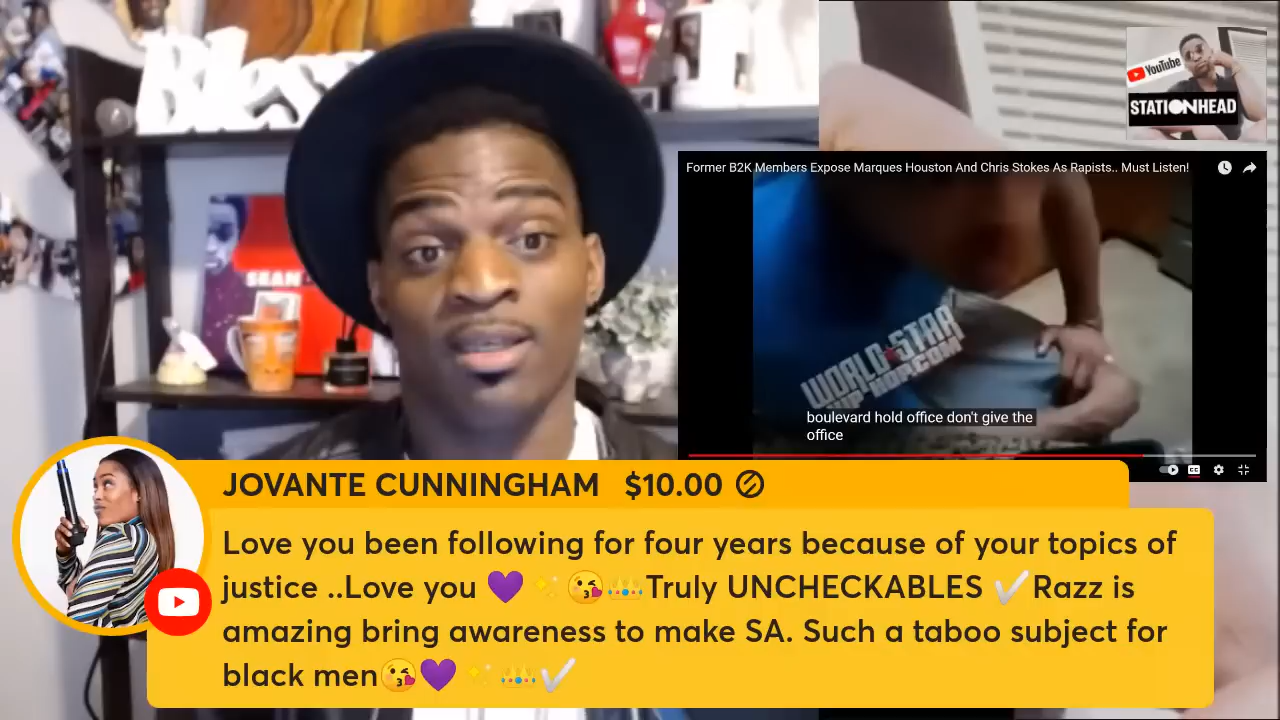 Bless
YouTube
STATIONHEAD
Former B2K Members Expose Marques Houston And Chris Stokes As Rapists.. Must Listen!
SEAN
WORLD STAR
HIP HOP.COM
boulevard hold office don't give the
office
CC
JOVANTE CUNNINGHAM $10.00
Love you been following for four years because of your topics of
justice ..Love you 💜✨😘👑Truly UNCHECKABLES ✔️Razz is
amazing bring awareness to make SA. Such a taboo subject for
black men😘💜✨👑✔️